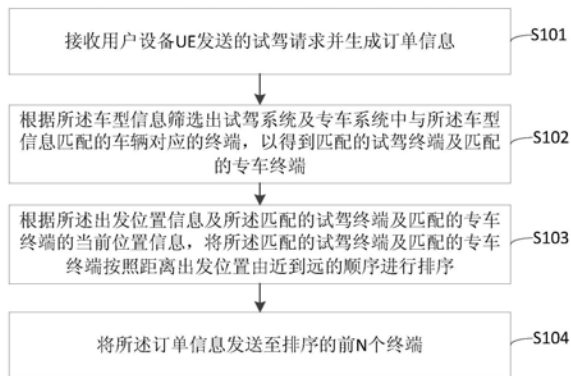 接收用户设备UE发送的试驾请求并生成订单信息
S101
根据所述车型信息筛选出试驾系统及专车系统中与所述车型
信息匹配的车辆对应的终端，以得到匹配的试驾终端及匹配
的专车终端
S102
根据所述出发位置信息及所述匹配的试驾终端及匹配的专车
终端的当前位置信息，将所述匹配的试驾终端及匹配的专车
终端按照距离出发位置由近到远的顺序进行排序
S103
将所述订单信息发送至排序的前N个终端
S104